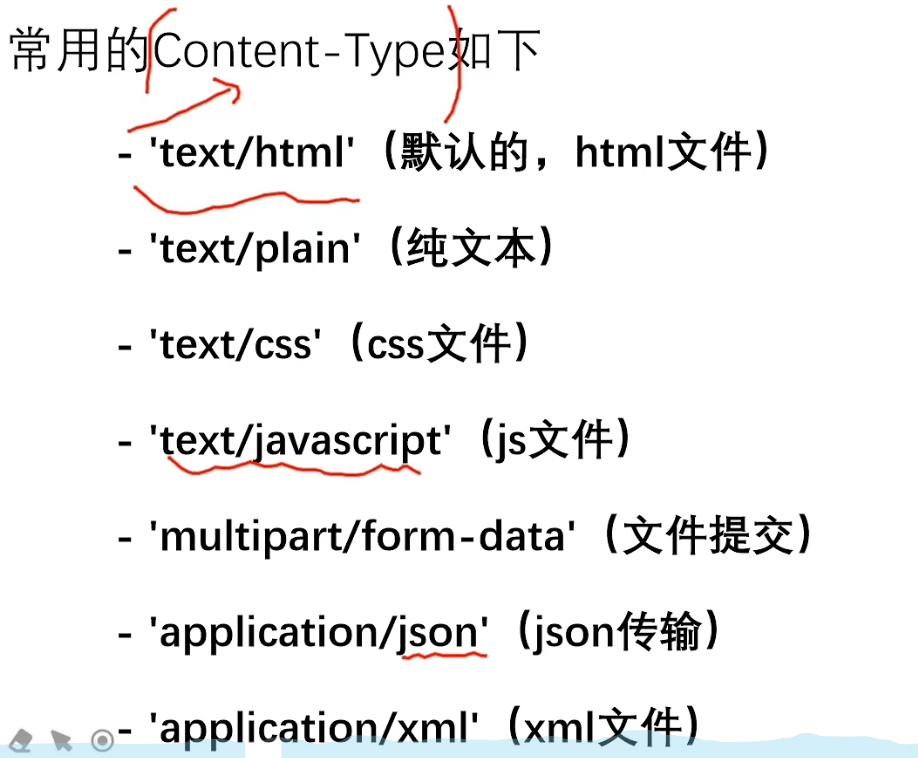 常用的Content-Type如下
- 'text/html'（默认的，html文件）
- 'text/plain'（纯文本）
- 'text/css'（css文件）
- 'text/javascript'（js文件）
- 'multipart/form-data'（文件提交）
- 'application/json'（json传输）
- 'application/xml'（xml文件）